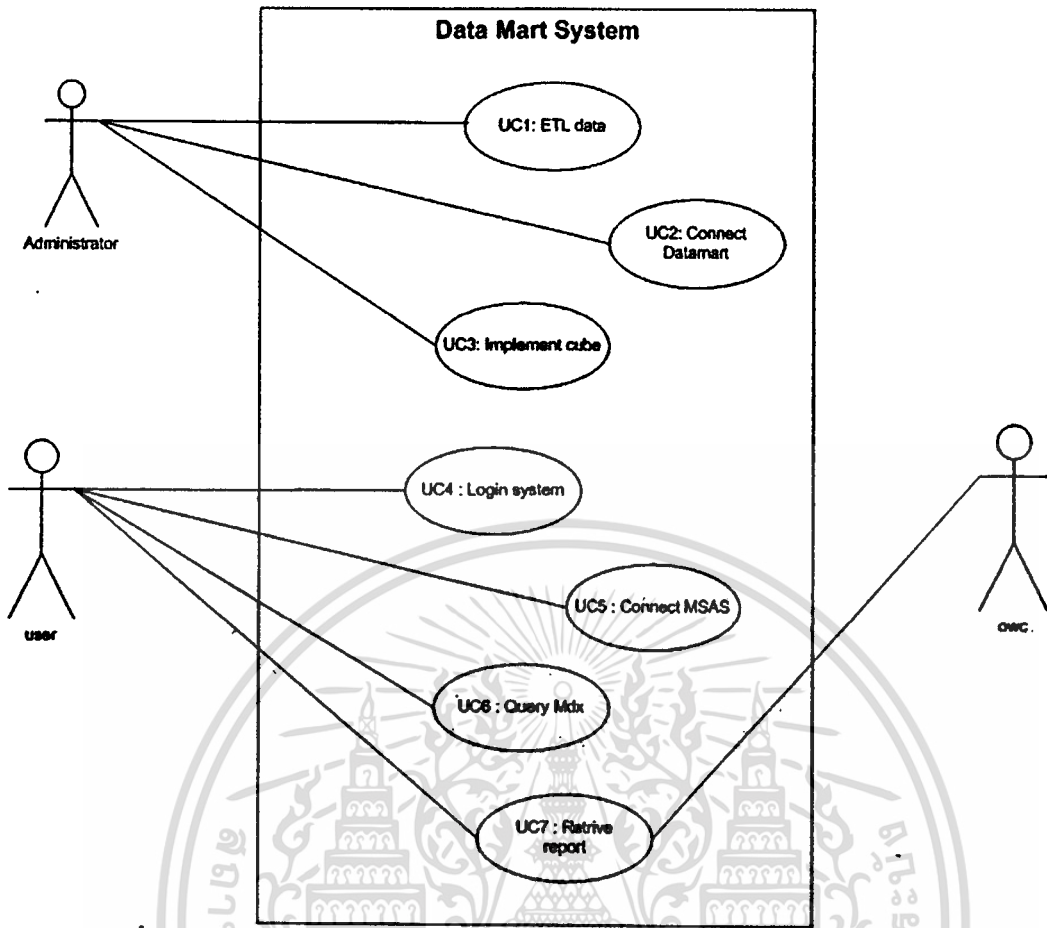 Data Mart System
UC1: ETL data
Administrator
UC2: Connect
Datamart
UC3: Implement cube
UC4 : Login system
user
UC5 : Connect MSAS
owc
UC6 : Query Mdx
UC7 : Retrive
report